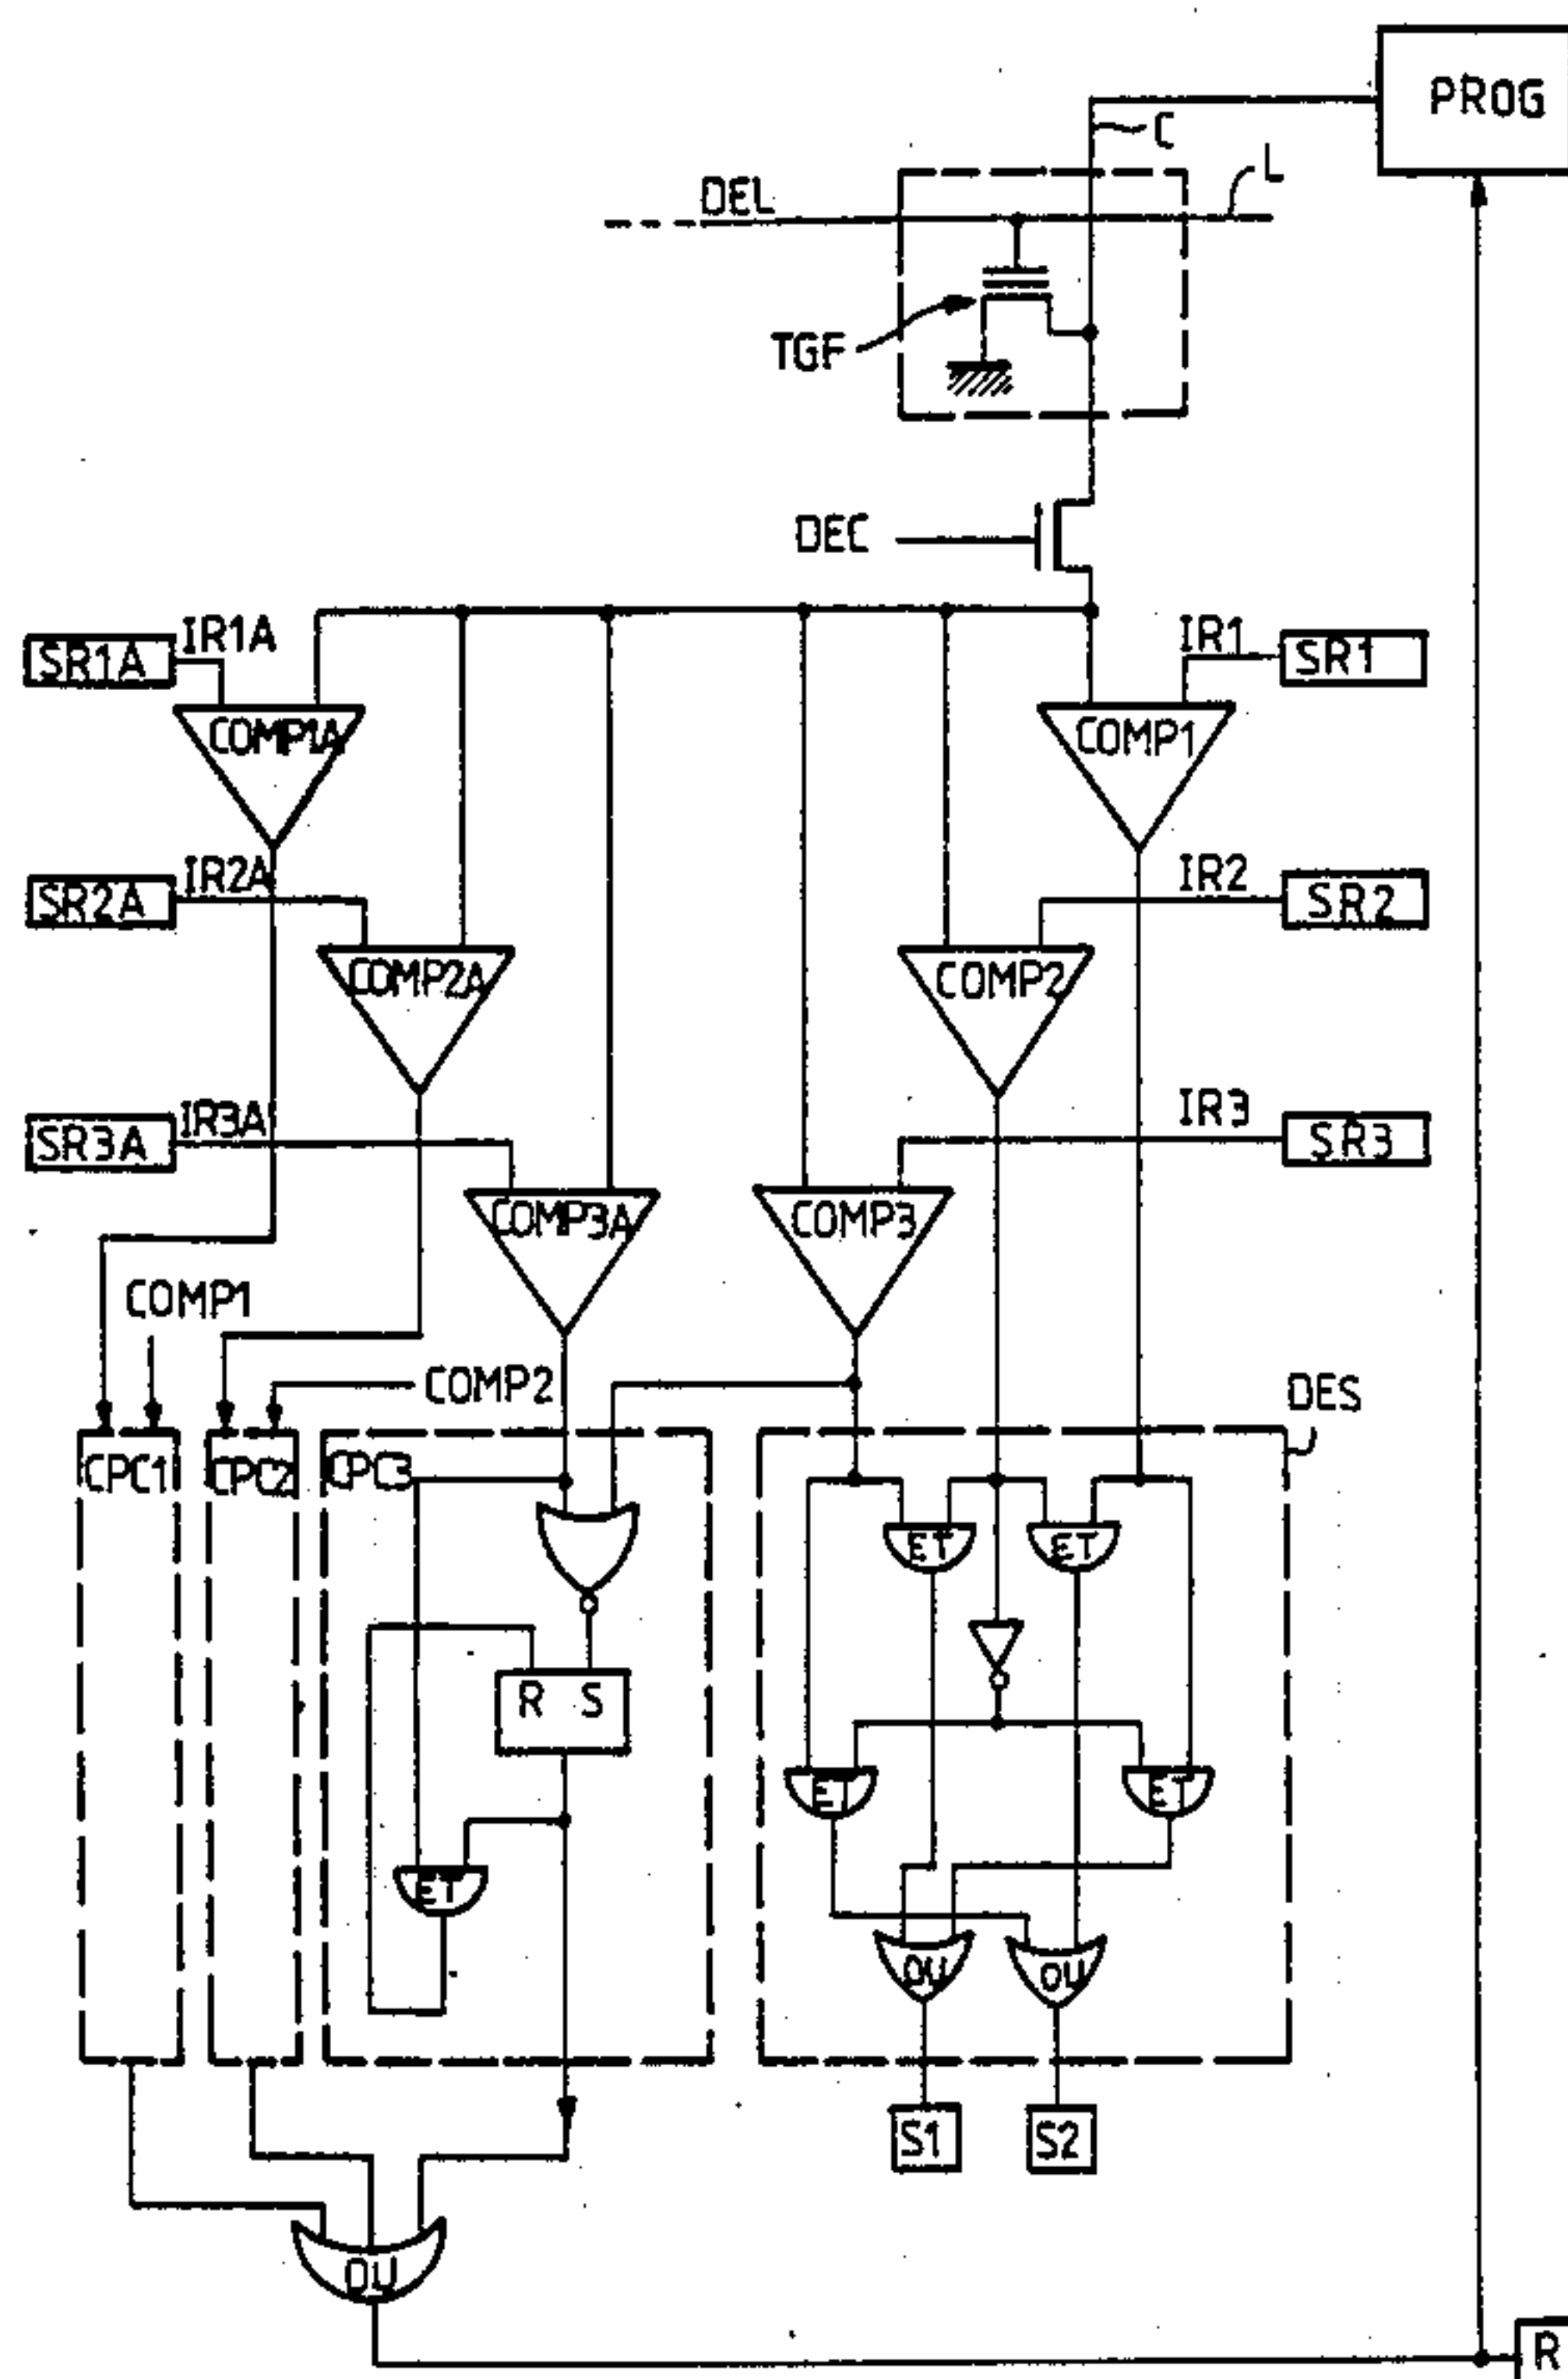 PROG
C
L
DEL
TGF
DEC
IR1A
SR1A
IR1
SR1
COMP1A
COMP1
IR2A
SR2A
IR2
SR2
COMP2A
COMP2
IR3A
SR3A
IR3
SR3
COMP3A
COMP3
COMP1
COMP2
DES
CPC1
CPC2
CPC3
ET
ET
R S
ET
ET
ET
OU
OU
S1
S2
OU
R